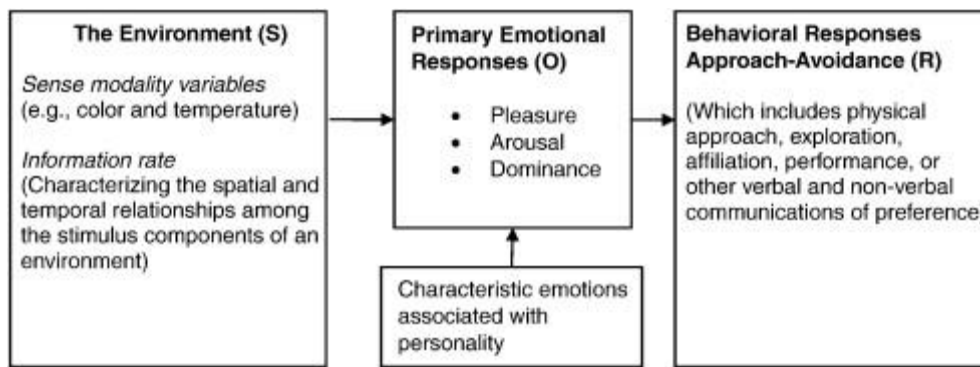 The Environment (S)
Sense modality variables
(e.g., color and temperature)
Information rate
(Characterizing the spatial and
temporal relationships among
the stimulus components of an
environment)
Primary Emotional
Responses (O)
• Pleasure
• Arousal
• Dominance
Characteristic emotions
associated with
personality
Behavioral Responses
Approach-Avoidance (R)
(Which includes physical
approach, exploration,
affiliation, performance, or
other verbal and non-verbal
communications of preference